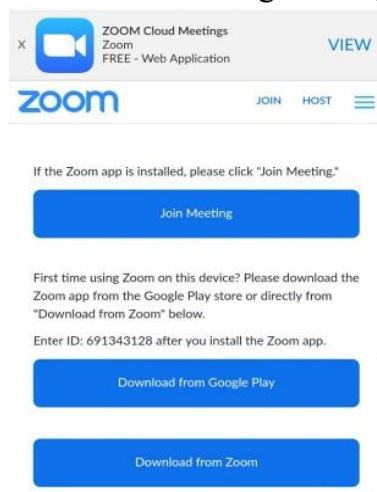 ZOOM Cloud Meetings
x Zoom VIEW
FREE - Web Application
zoom JOIN HOST
If the Zoom app is installed, please click "Join Meeting."
Join Meeting
First time using Zoom on this device? Please download the
Zoom app from the Google Play store or directly from
"Download from Zoom" below.
Enter ID: 691343128 after you install the Zoom app.
Download from Google Play
Download from Zoom